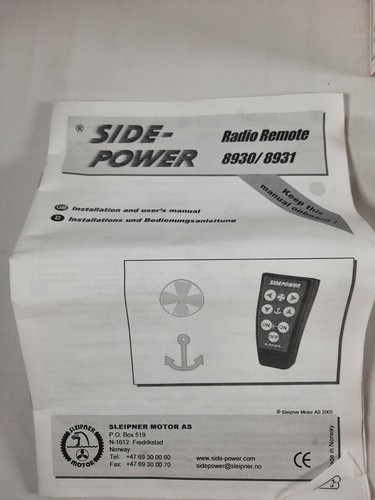 ® SIDE-POWER
Radio Remote
8930/ 8931
Keep this
manual onboard !
GB Installation and user's manual
D Installations und Bedienungsanleitung
SIDEPOWER
ON ON
OFF
SLEIPNER
© Sleipner Motor AS 2003
SLEIPNER
MOTOR
SLEIPNER MOTOR AS
P.O. Box 519
N-1612 Fredrikstad
Norway
Tel: +47 69 30 00 60
Fax: +47 69 30 00 70
www.side-power.com
sidepower@sleipner.no
CE
in Norway